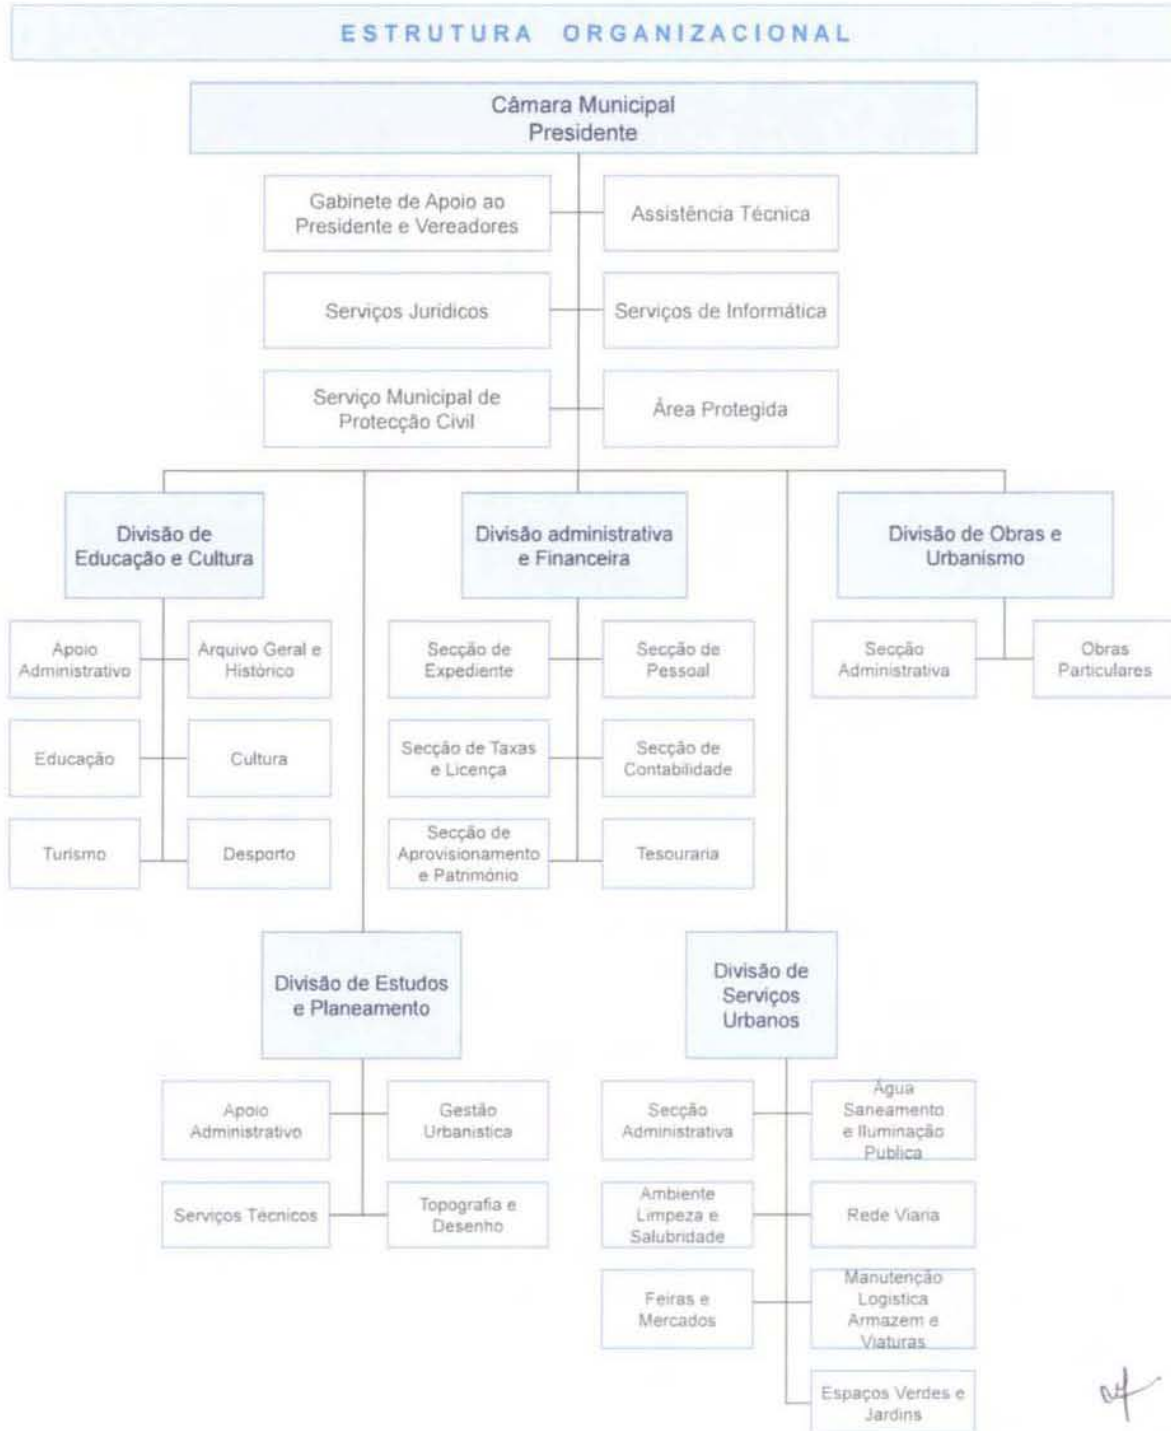 ESTRUTURA ORGANIZACIONAL
Câmara Municipal
Presidente
Gabinete de Apoio ao
Presidente e Vereadores
Assistência Técnica
Serviços Jurídicos
Serviços de Informática
Serviço Municipal de
Protecção Civil
Área Protegida
Divisão de
Educação e Cultura
Divisão administrativa
e Financeira
Divisão de Obras e
Urbanismo
Apoio
Administrativo
Arquivo Geral e
Histórico
Secção de
Expediente
Secção de
Pessoal
Secção
Administrativa
Obras
Particulares
Educação
Cultura
Secção de Taxas
e Licença
Secção de
Contabilidade
Turismo
Desporto
Secção de
Aprovisionamento
e Património
Tesouraria
Divisão de Estudos
e Planeamento
Divisão de
Serviços
Urbanos
Apoio
Administrativo
Gestão
Urbanistica
Secção
Administrativa
Água
Saneamento
e Iluminação
Publica
Serviços Técnicos
Topografia e
Desenho
Ambiente
Limpeza e
Salubridade
Rede Viaria
Feiras e
Mercados
Manutenção
Logistica
Armazem e
Viaturas
Espaços Verdes e
Jardins